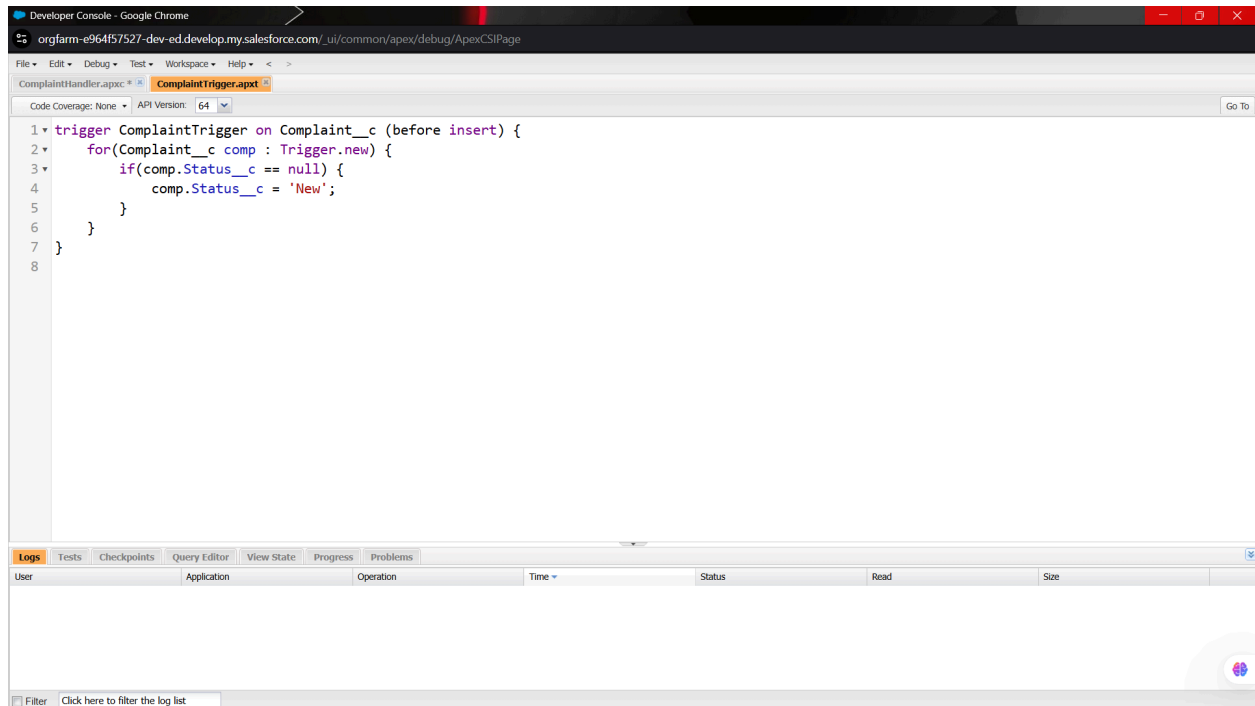 Developer Console - Google Chrome
orgfarm-e964f57527-dev-ed.develop.my.salesforce.com/_ui/common/apex/debug/ApexCSIPage
File Edit Debug Test Workspace Help < >
ComplaintHandler.apxc * ComplaintTrigger.apxt
Code Coverage: None API Version: 64 Go To
1 trigger ComplaintTrigger on Complaint__c (before insert) {
2 for(Complaint__c comp : Trigger.new) {
3 if(comp.Status__c == null) {
4 comp.Status__c = 'New';
5 }
6 }
7 }
8
Logs Tests Checkpoints Query Editor View State Progress Problems
User Application Operation Time Status Read Size
Filter Click here to filter the log list